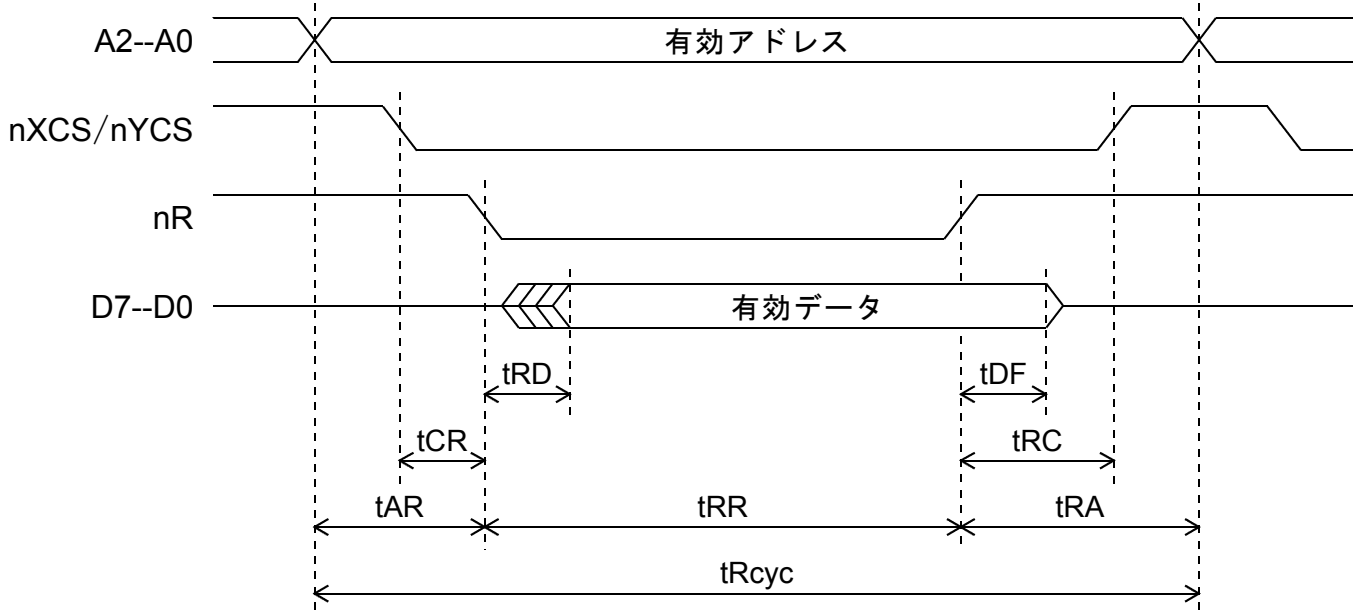 A2--A0
有効アドレス
nXCS/nYCS
nR
D7--D0
有効データ
tRD
tDF
tCR
tRC
tAR
tRR
tRA
tRcyc